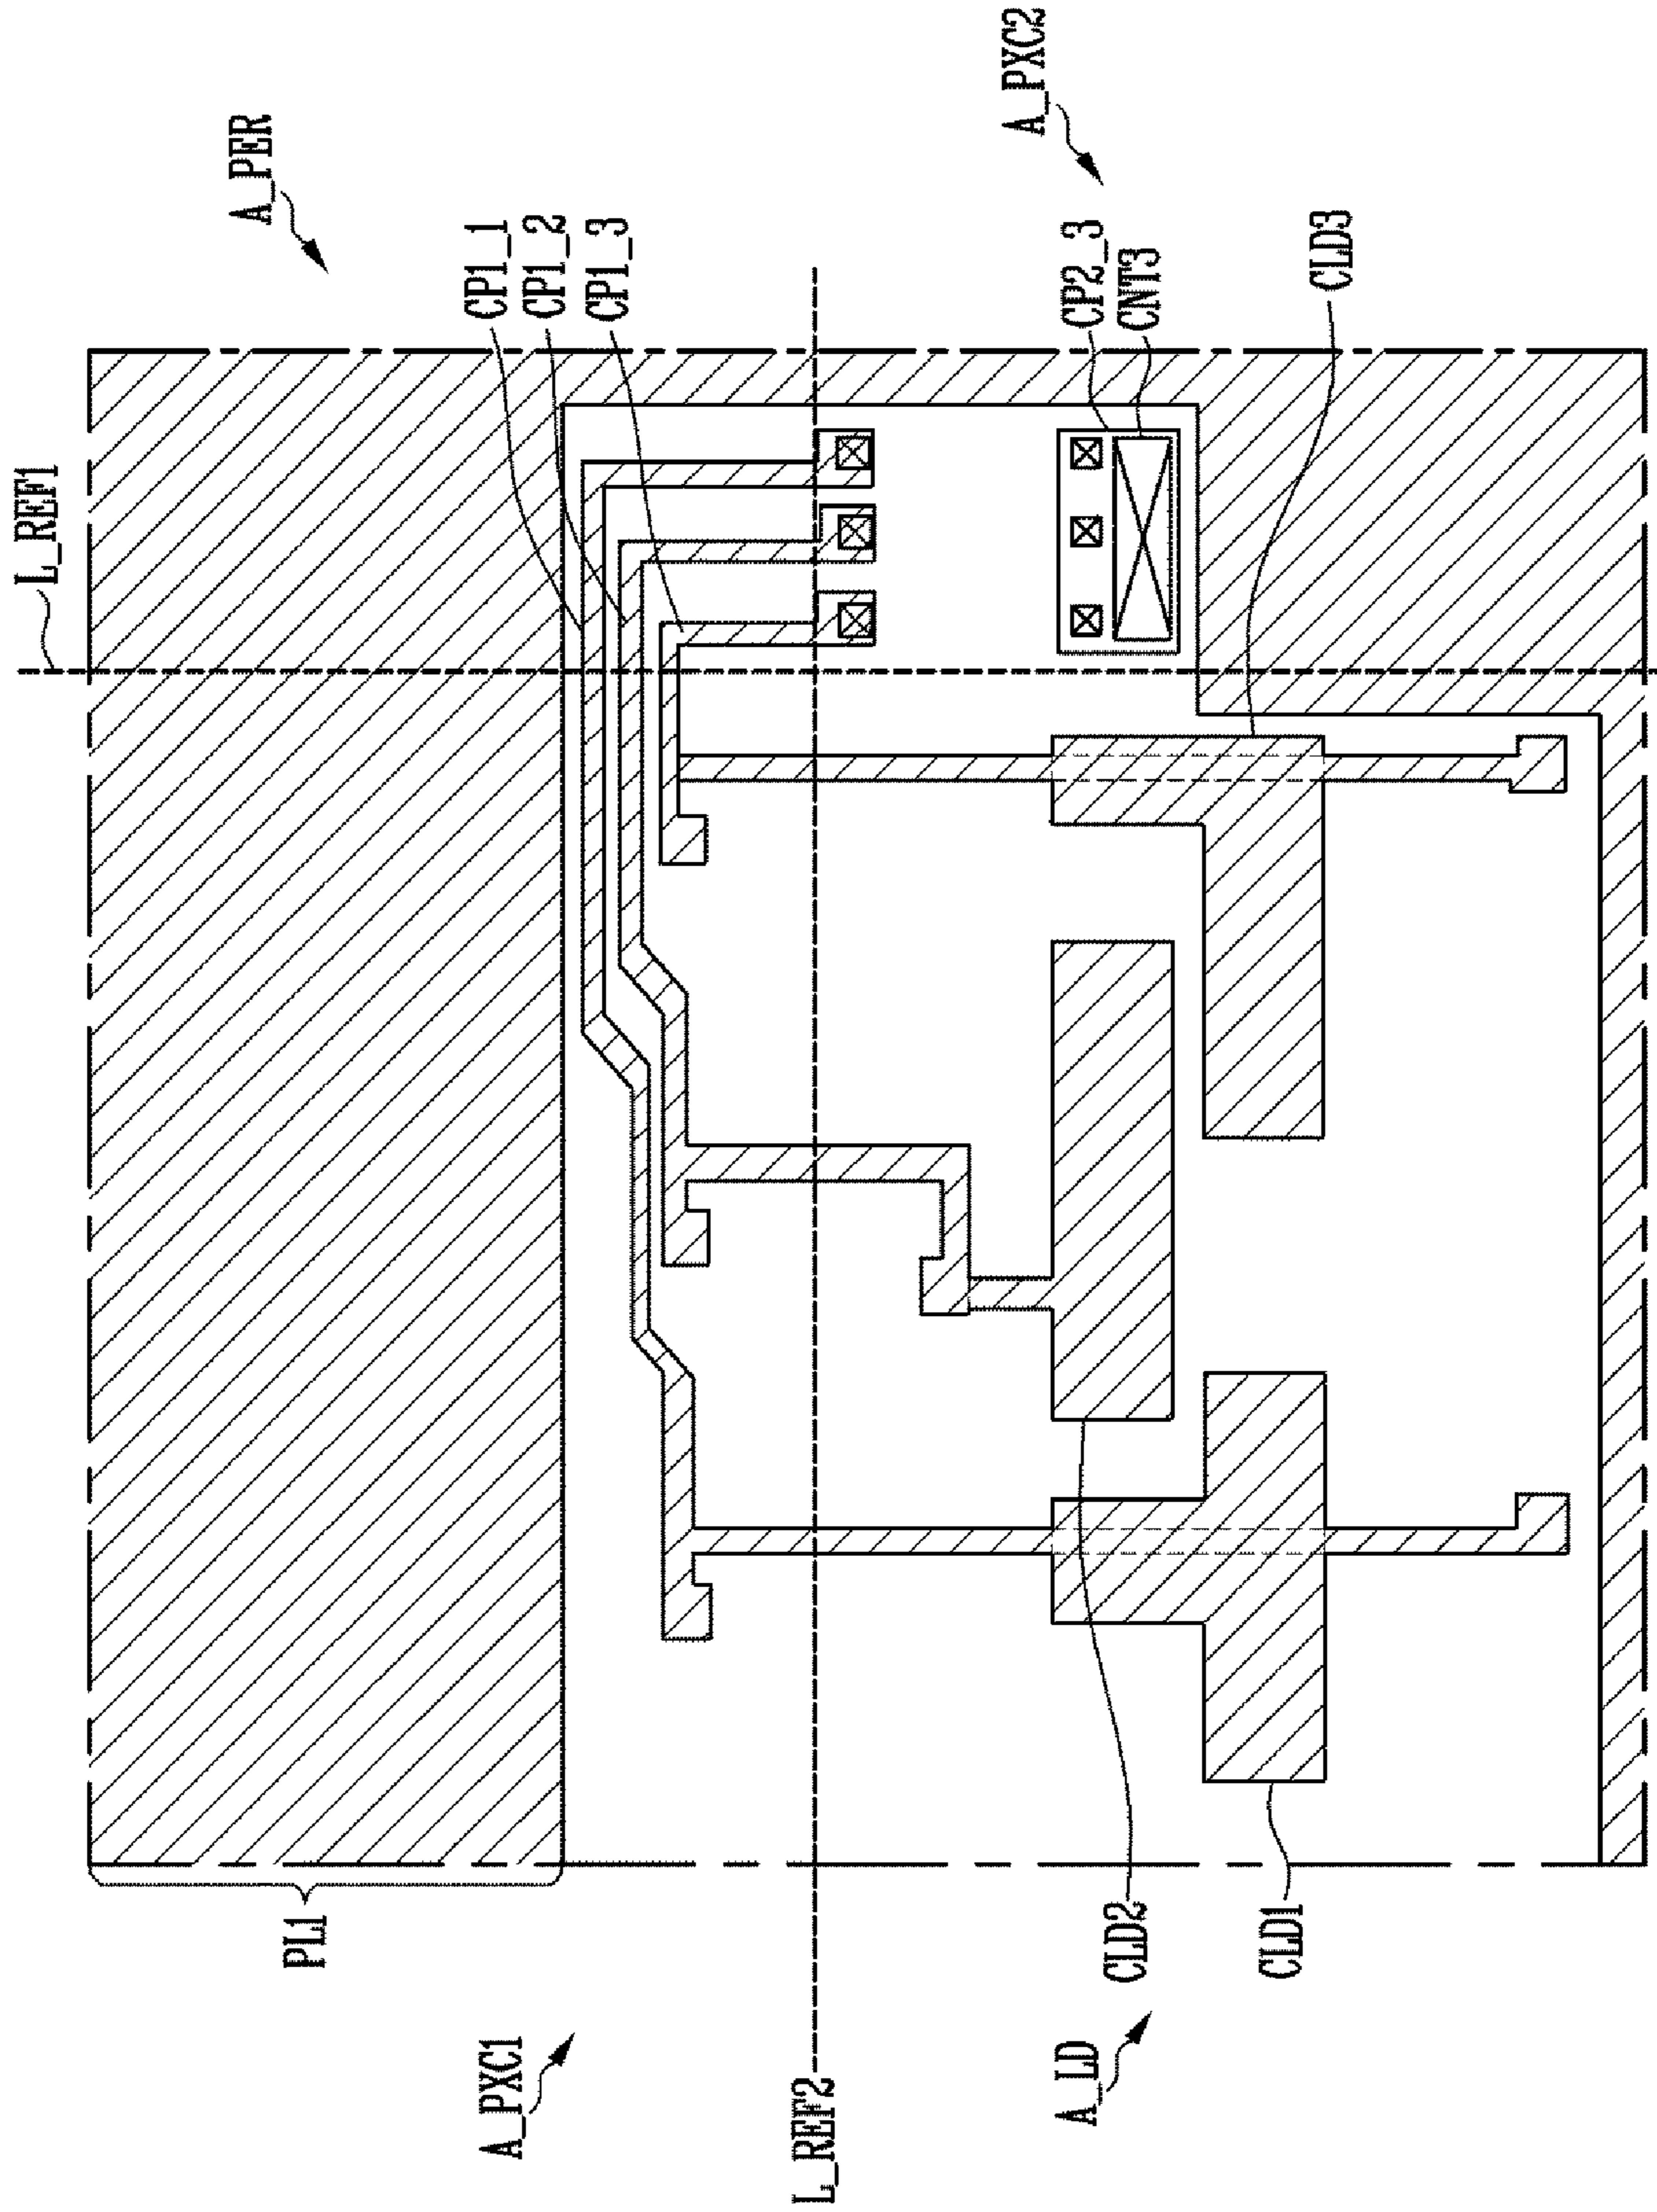 L_REF1
A_PER
A_PXC2
CP1_1
CP1_2
CP1_3
CP2_3
CNT3
CLD3
PL1
A_PXC1
L_REF2
CLD2
CLD1
A_LD